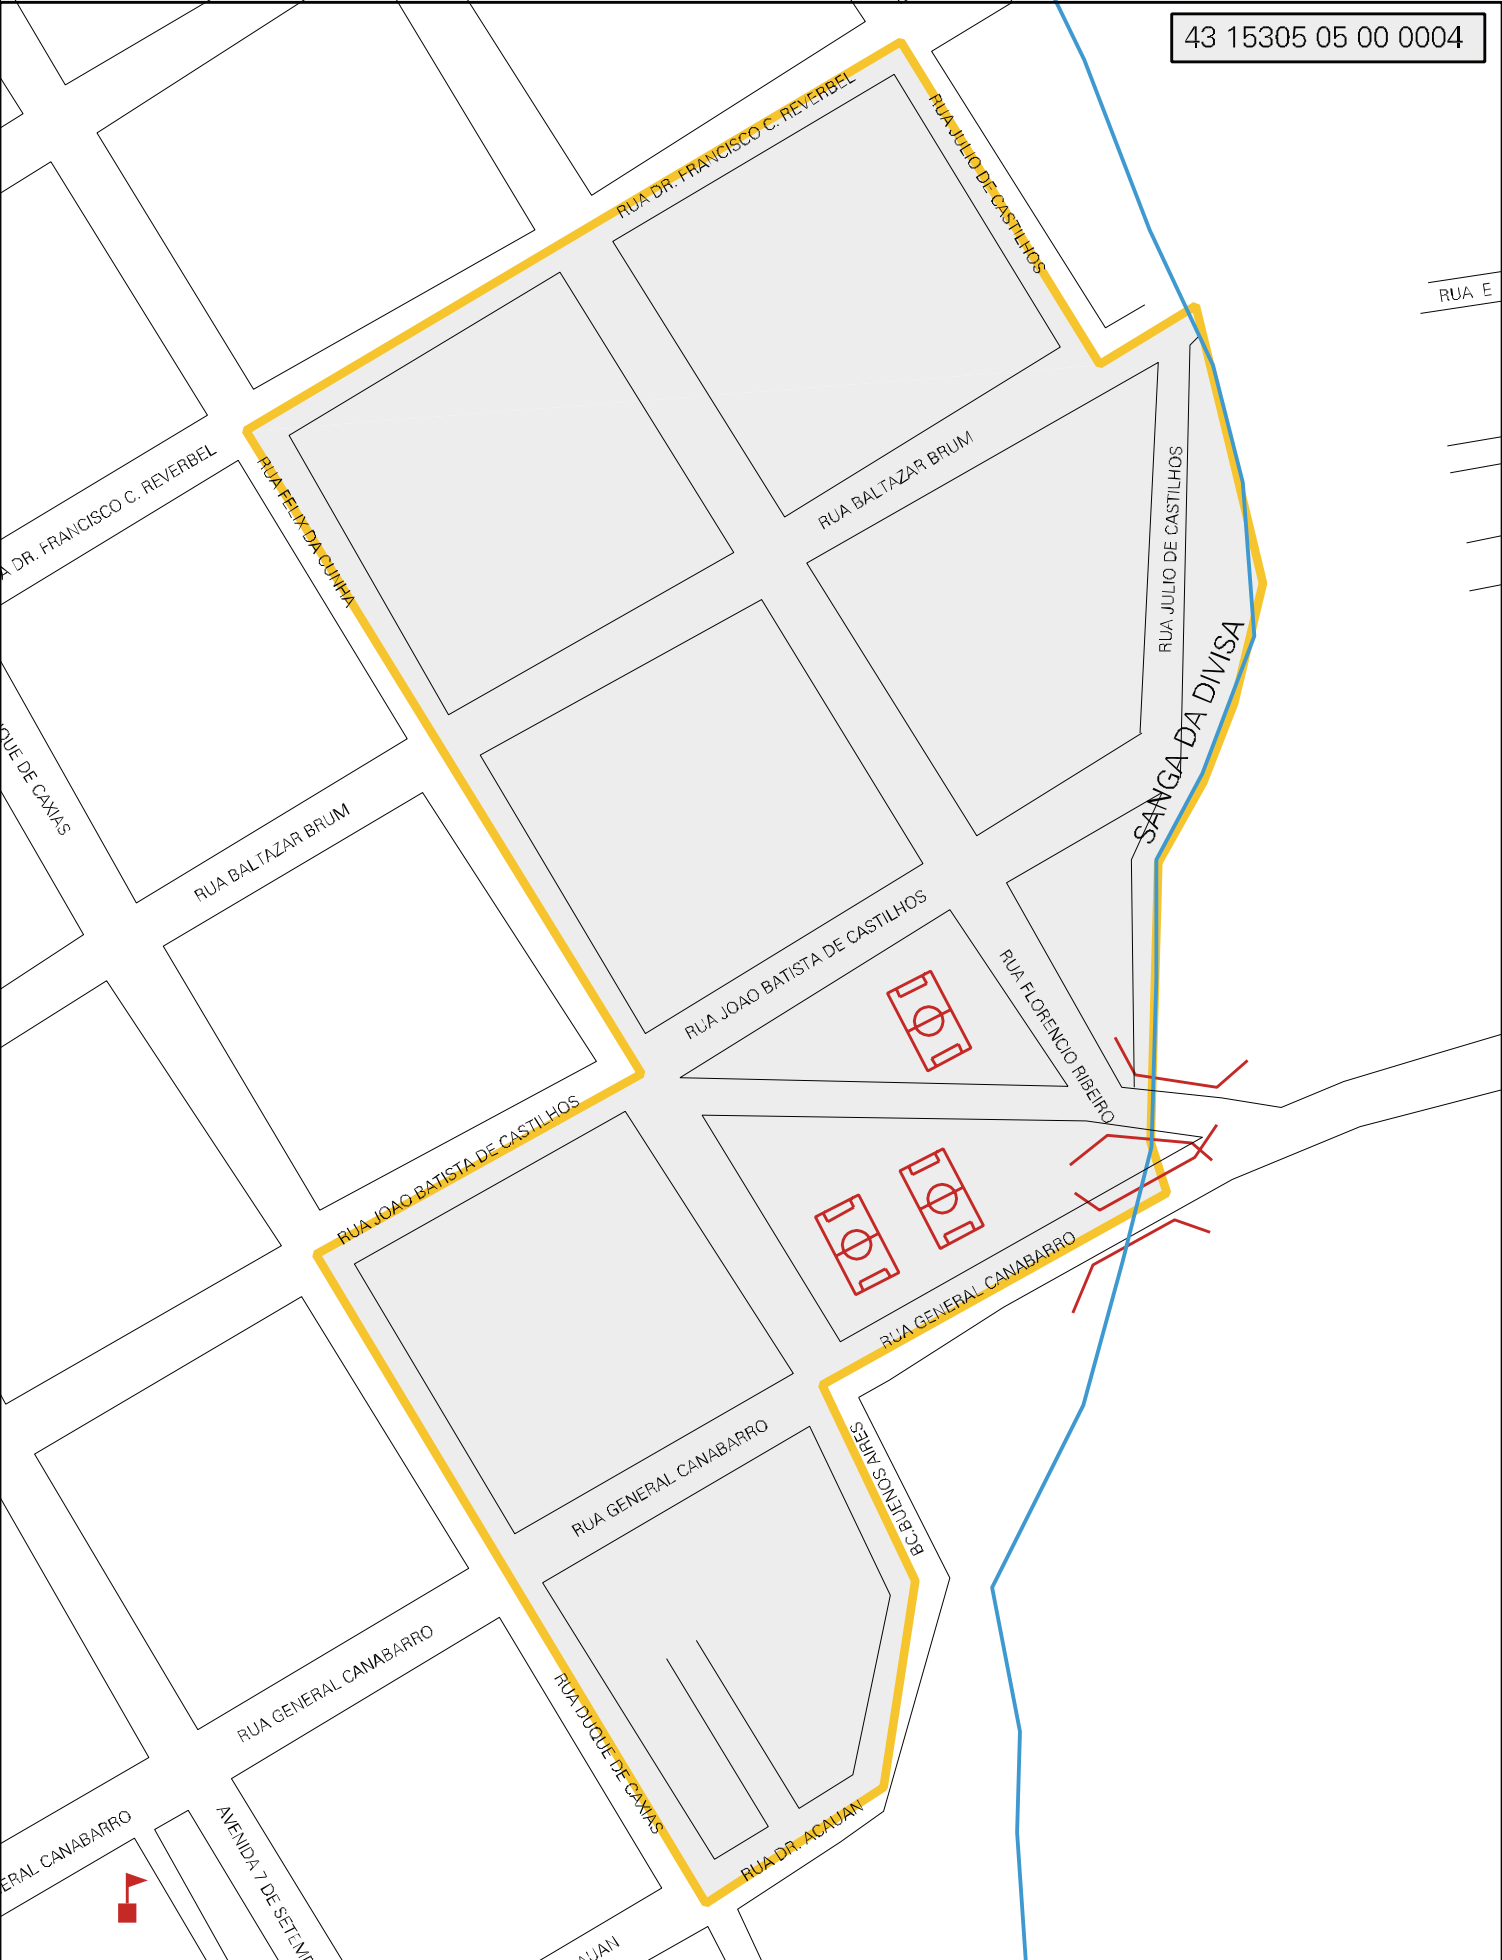 43 15305 05 00 0004
RUA DR. FRANCISCO C. REVERBEL
RUA JULIO DE CASTILHOS
RUA E
RUA BALTAZAR BRUM
DR. FRANCISCO C. REVERBEL
RUA FELIX DA CUNHA
RUA JULIO DE CASTILHOS
SANGA DA DIVISA
DE CAXIAS
RUA BALTAZAR BRUM
RUA JOAO BATISTA DE CASTILHOS
RUA FLORENCIO RIBEIRO
RUA JOAO BATISTA DE CASTILHOS
RUA GENERAL CANABARRO
BC.BUENOS AIRES
RUA GENERAL CANABARRO
RUA GENERAL CANABARRO
RUA DUQUE DE CAXIAS
RUA DR. ACAUAN
CANABARRO
AVENIDA 7 DE